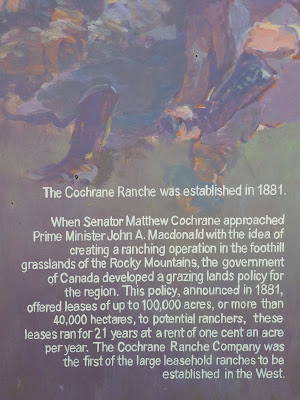 The Cochrane Ranche was established in 1881.
When Senator Matthew Cochrane approached
Prime Minister John A. Macdonald with the idea of
creating a ranching operation in the foothill
grasslands of the Rocky Mountains, the government
of Canada developed a grazing lands policy for
the region. This policy, announced in 1881,
offered leases of up to 100,000 acres, or more than
40,000 hectares, to potential ranchers, these
leases ran for 21 years at a rent of one cent an acre
per year. The Cochrane Ranche Company was
the first of the large leasehold ranches to be
established in the West.